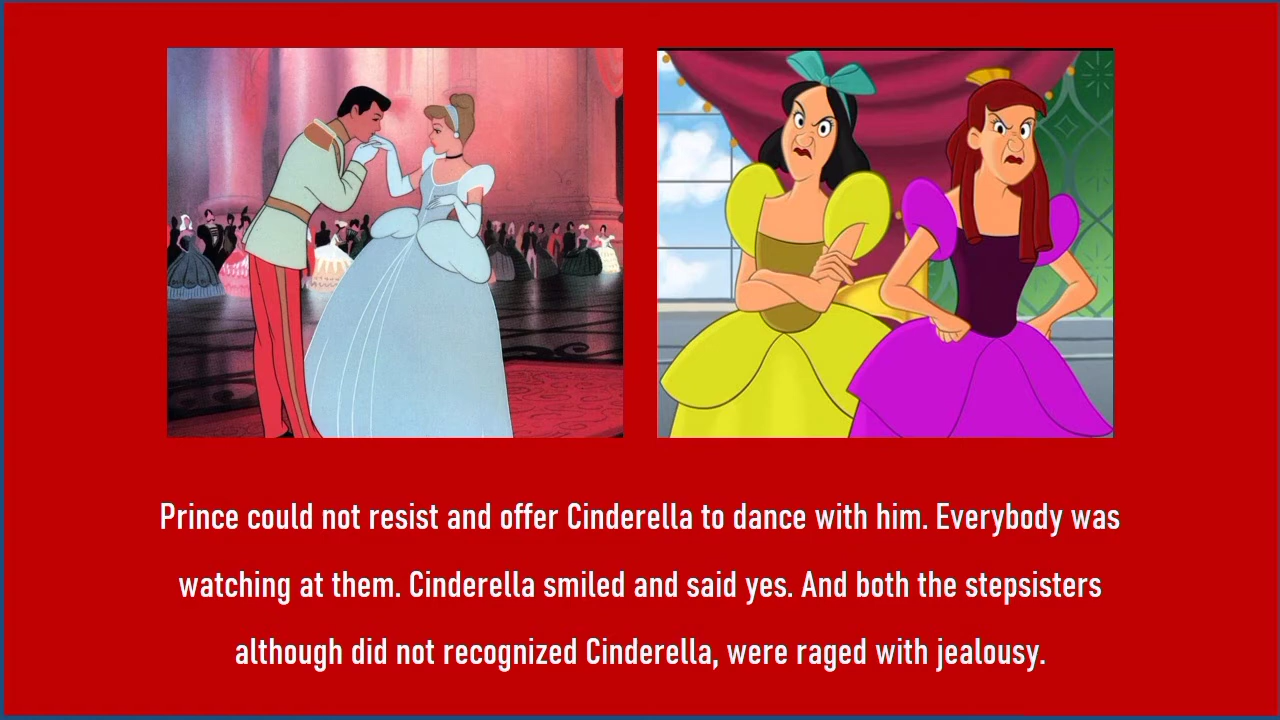 Prince could not resist and offer Cinderella to dance with him. Everybody was
watching at them. Cinderella smiled and said yes. And both the stepsisters
although did not recognized Cinderella, were raged with jealousy.